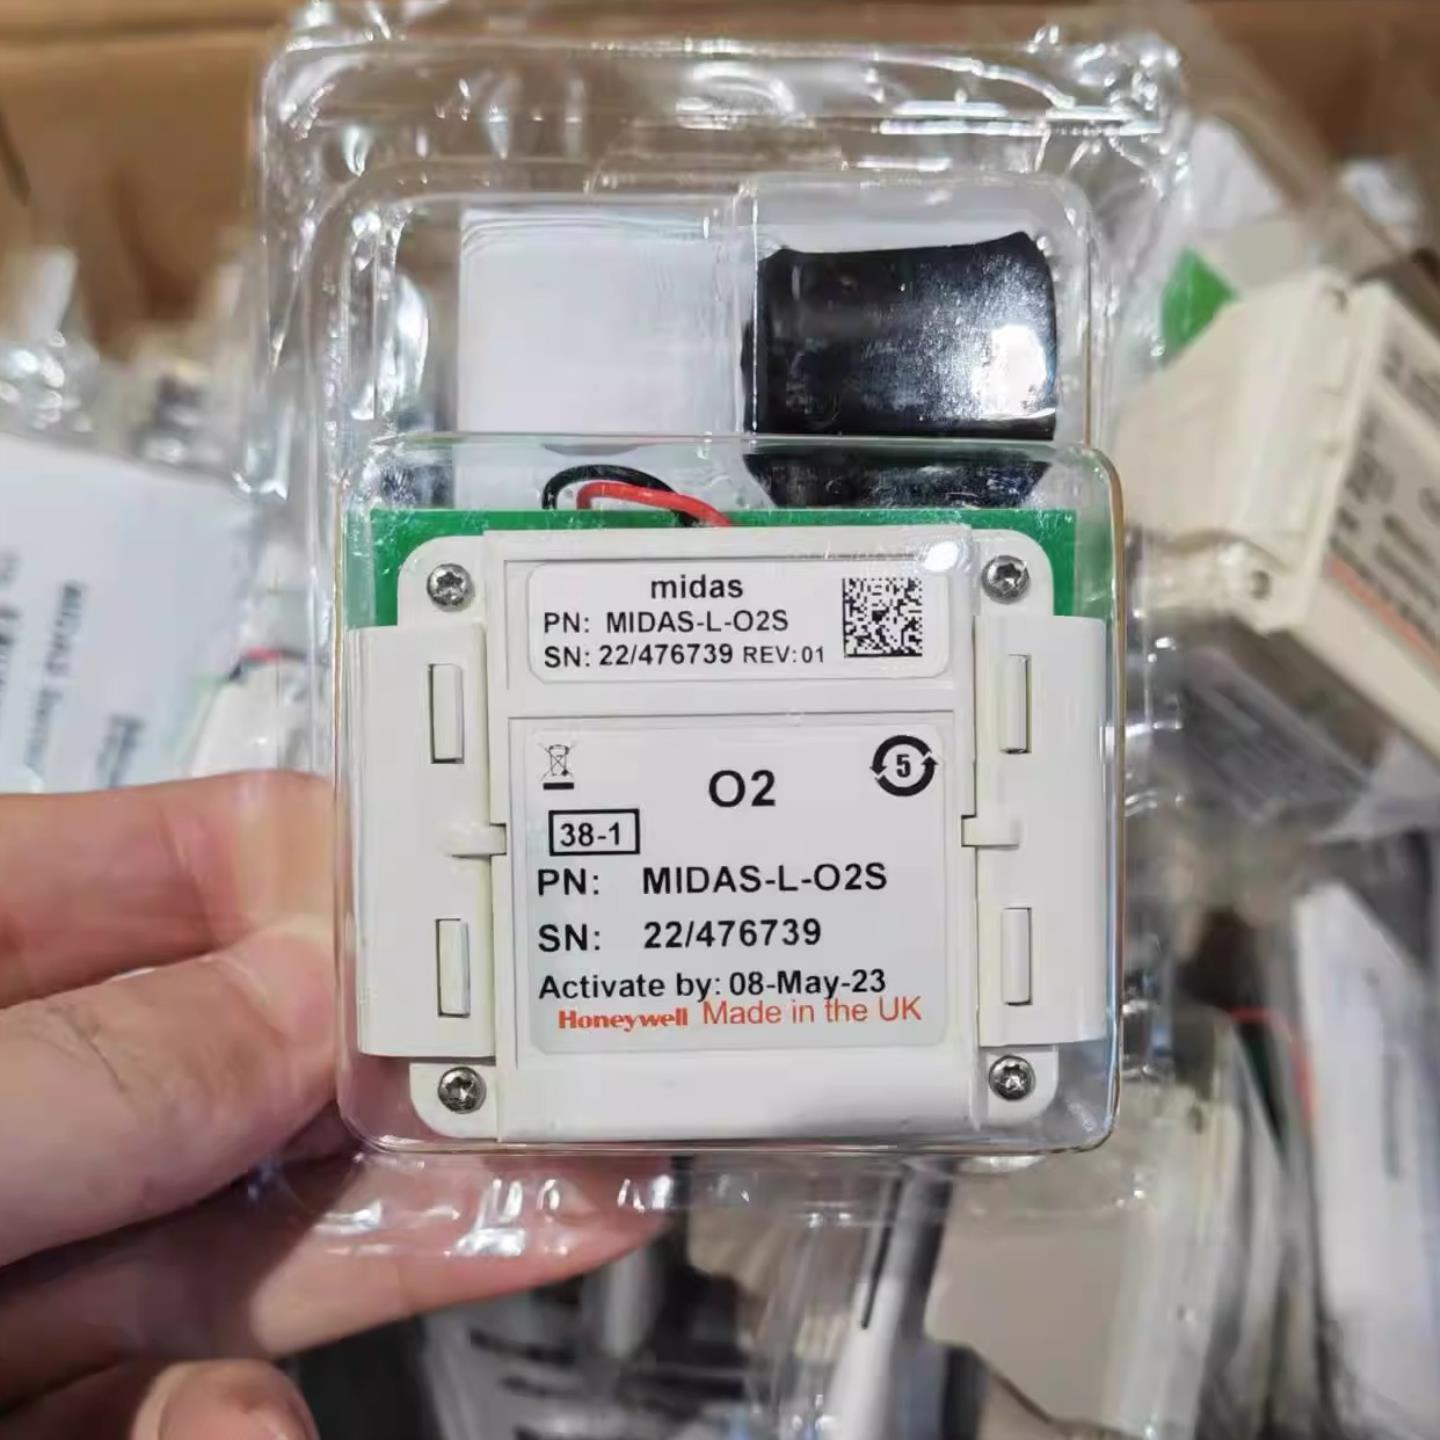 midas
PN: MIDAS-L-O2S
SN: 22/476739 REV:01
O2
5
38-1
PN: MIDAS-L-O2S
SN: 22/476739
Activate by: 08-May-23
Honeywell Made in the UK